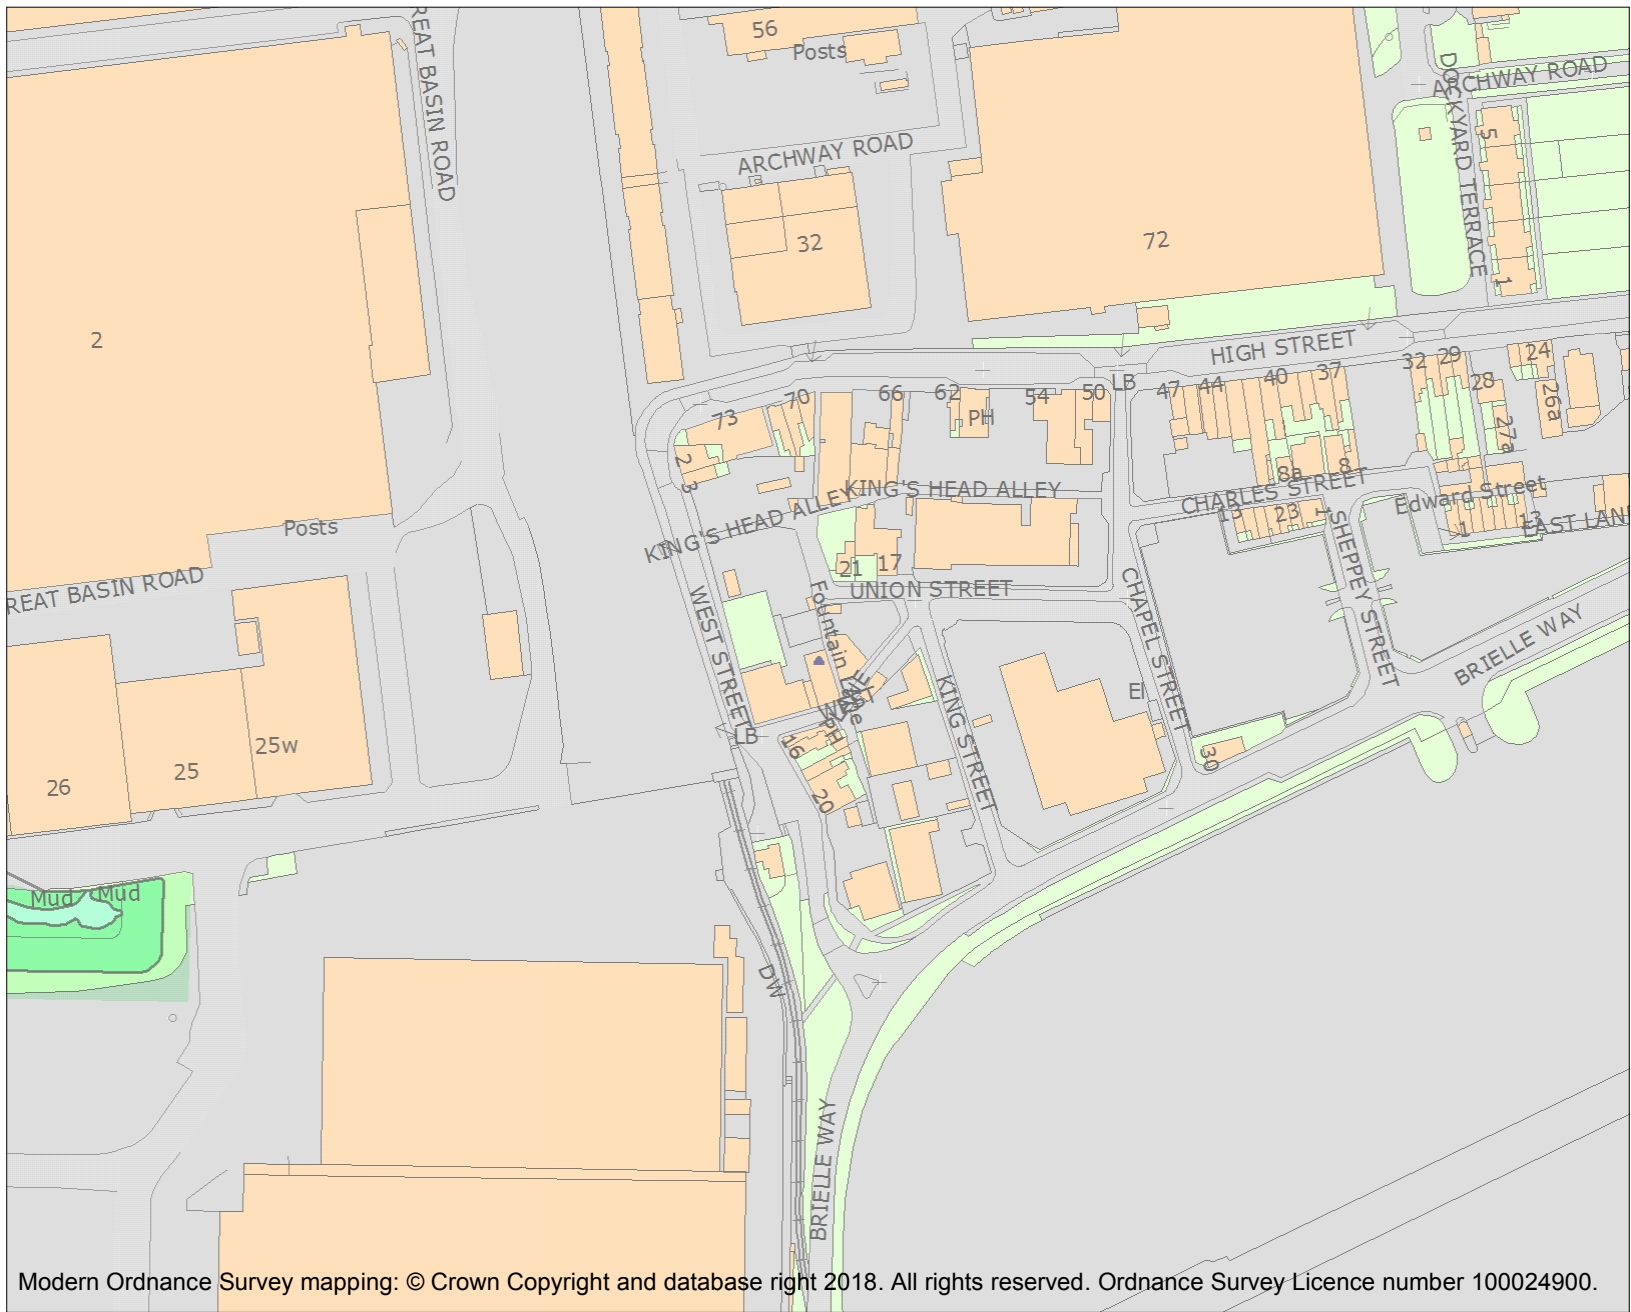 REAT BASIN ROAD
56
Posts
ARCHWAY ROAD
DOCKYARD TERRACE
ARCHWAY ROAD
5
32
72
1
2
HIGH STREET
32
29
24
LB
47
44
40
37
28
26a
73
70
66
62
PH
54
50
27a
2
3
8a
8
KING'S HEAD ALLEY
KING'S HEAD ALLEY
CHARLES STREET
Edward Street
13
23
1
1
13
EAST LANE
Posts
21
17
REAT BASIN ROAD
UNION STREET
Fountain Lane
WEST STREET
CHAPEL STREET
SHEPPEY STREET
BRIELLE WAY
KING STREET
El
WEST LANE
LB
PH
16
25w
25
26
30
20
Mud
Mud
DW
BRIELLE WAY
Modern Ordnance Survey mapping: © Crown Copyright and database right 2018. All rights reserved. Ordnance Survey Licence number 100024900.